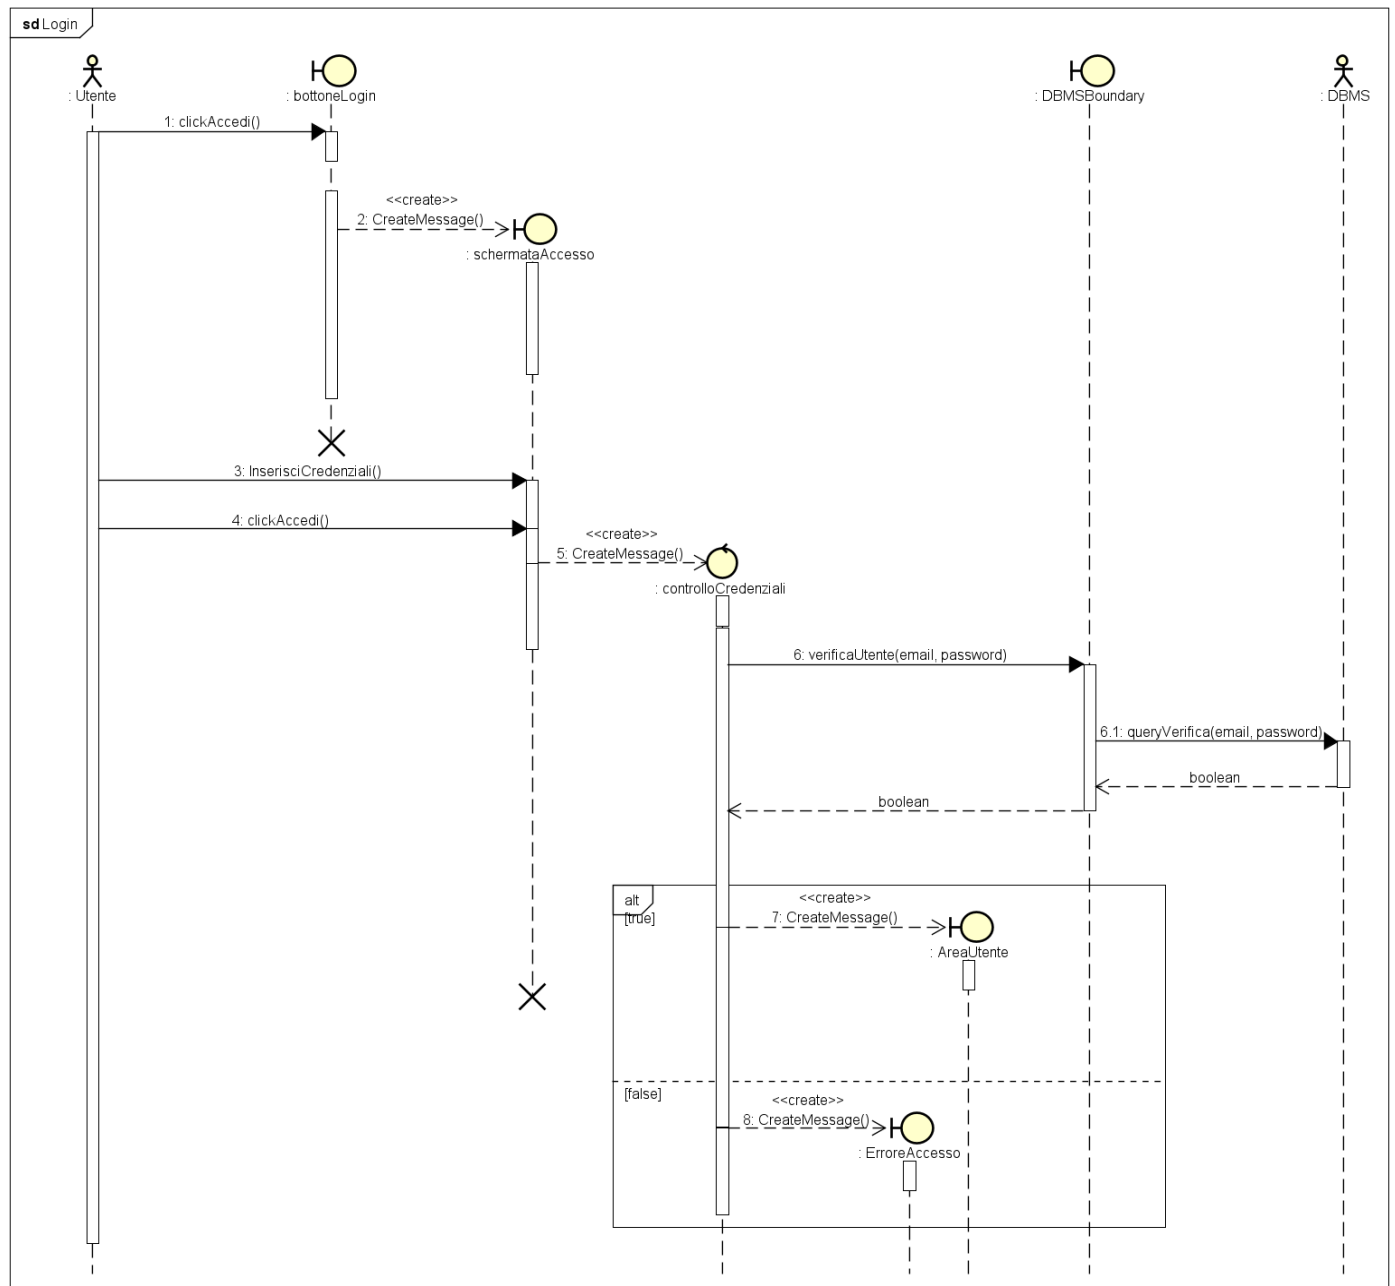 sd Login
: Utente
: bottoneLogin
: DBMSBoundary
: DBMS
1: clickAccedi()
<<create>>
2: CreateMessage()
: schermataAccesso
3: InserisciCredenziali()
4: clickAccedi()
<<create>>
5: CreateMessage()
: controlloCredenziali
6: verificaUtente(email, password)
6.1: queryVerifica(email, password)
boolean
boolean
alt
[true]
<<create>>
7: CreateMessage()
: AreaUtente
[false]
<<create>>
8: CreateMessage()
: ErroreAccesso